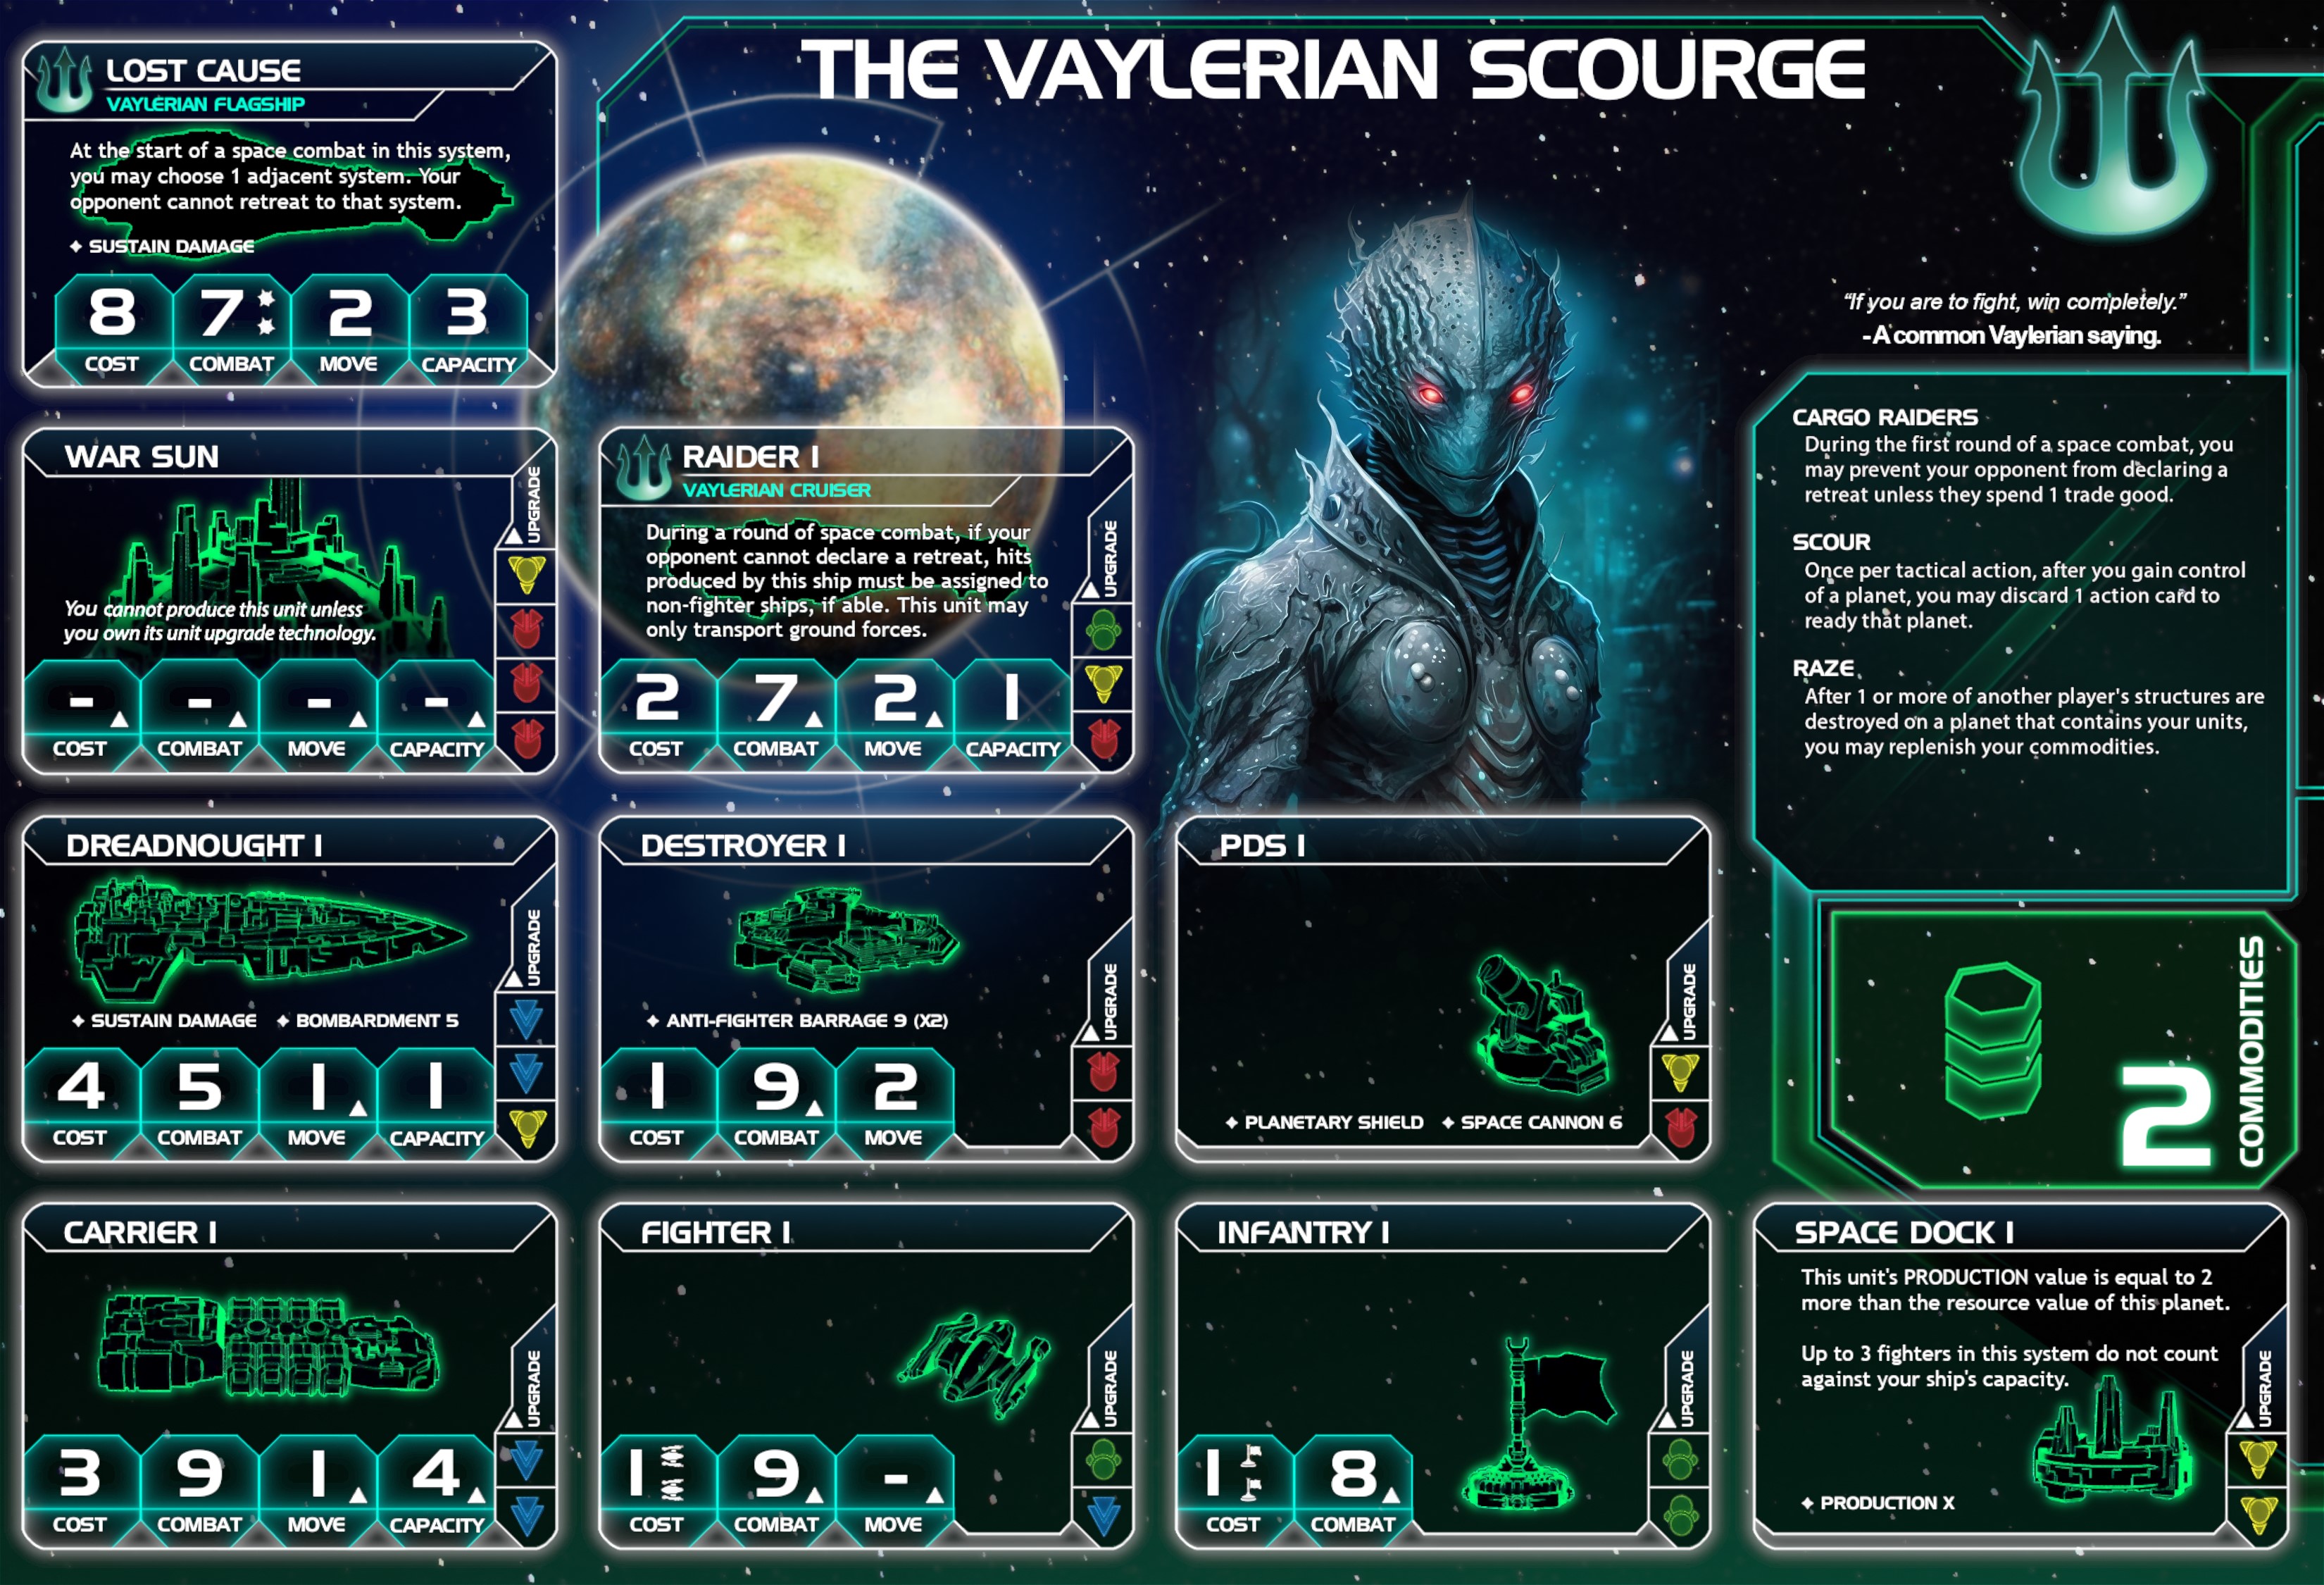 THE VAYLERIAN SCOURGE
LOST CAUSE
VAYLERIAN FLAGSHIP
At the start of a space combat in this system,
you may choose 1 adjacent system. Your
opponent cannot retreat to that system.
SUSTAIN DAMAGE
8 7 2 3
COST COMBAT MOVE CAPACITY
"If you are to fight, win completely."
-A common Vaylerian saying.
WAR SUN
You cannot produce this unit unless
you own its unit upgrade technology.
- - - -
COST COMBAT MOVE CAPACITY
UPGRADE
RAIDER I
VAYLERIAN CRUISER
During a round of space combat, if your
opponent cannot declare a retreat, hits
produced by this ship must be assigned to
non-fighter ships, if able. This unit may
only transport ground forces.
2 7 2 1
COST COMBAT MOVE CAPACITY
UPGRADE
CARGO RAIDERS
During the first round of a space combat, you
may prevent your opponent from declaring a
retreat unless they spend 1 trade good.
SCOUR
Once per tactical action, after you gain control
of a planet, you may discard 1 action card to
ready that planet.
RAZE
After 1 or more of another player's structures are
destroyed on a planet that contains your units,
you may replenish your commodities.
DREADNOUGHT I
SUSTAIN DAMAGE BOMBARDMENT 5
4 5 1 1
COST COMBAT MOVE CAPACITY
UPGRADE
DESTROYER I
ANTI-FIGHTER BARRAGE 9 (X2)
1 9 2
COST COMBAT MOVE
UPGRADE
PDS I
PLANETARY SHIELD SPACE CANNON 6
UPGRADE
2
COMMODITIES
CARRIER I
3 9 1 4
COST COMBAT MOVE CAPACITY
UPGRADE
FIGHTER I
1 9 -
COST COMBAT MOVE
UPGRADE
INFANTRY I
1 8
COST COMBAT
UPGRADE
SPACE DOCK I
This unit's PRODUCTION value is equal to 2
more than the resource value of this planet.
Up to 3 fighters in this system do not count
against your ship's capacity.
PRODUCTION X
UPGRADE